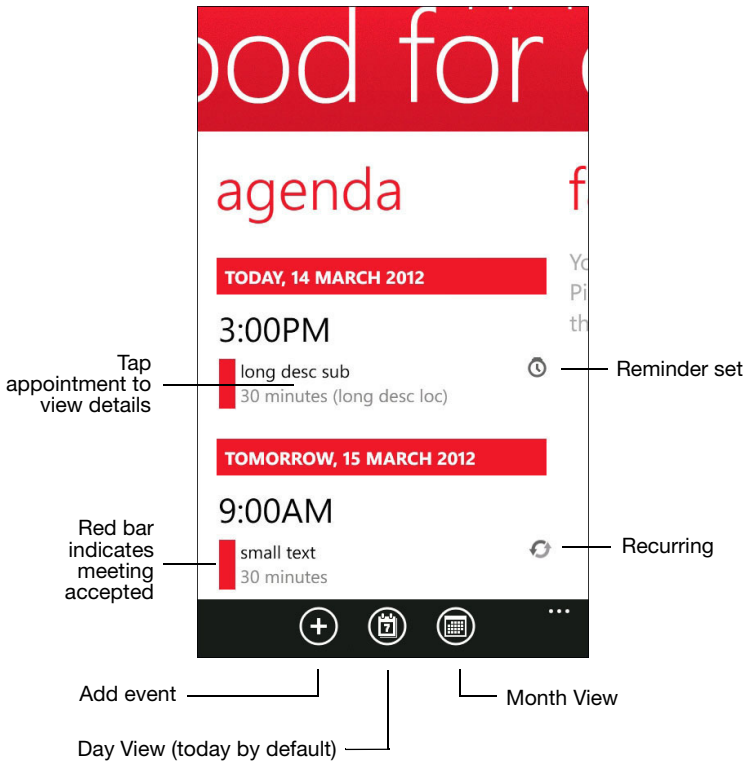 ood for
agenda
TODAY, 14 MARCH 2012
3:00PM
long desc sub
30 minutes (long desc loc)
TOMORROW, 15 MARCH 2012
9:00AM
small text
30 minutes
f
Yo
Pi
th
7
Tap
appointment to
view details
Reminder set
Red bar
indicates
meeting
accepted
Recurring
Add event
Month View
Day View (today by default)